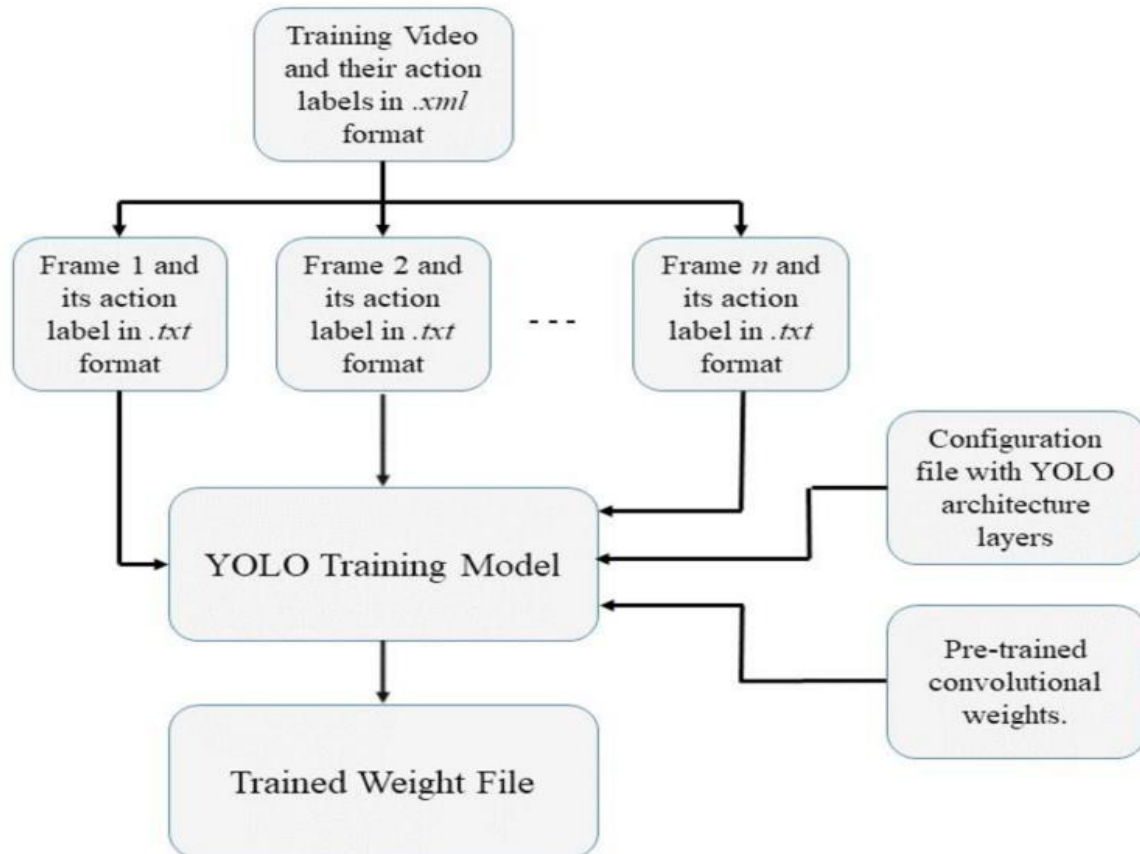 Training Video
and their action
labels in .xml
format
Frame 1 and
its action
label in .txt
format
Frame 2 and
its action
label in .txt
format
- - -
Frame n and
its action
label in .txt
format
Configuration
file with YOLO
architecture
layers
YOLO Training Model
Pre-trained
convolutional
weights.
Trained Weight File